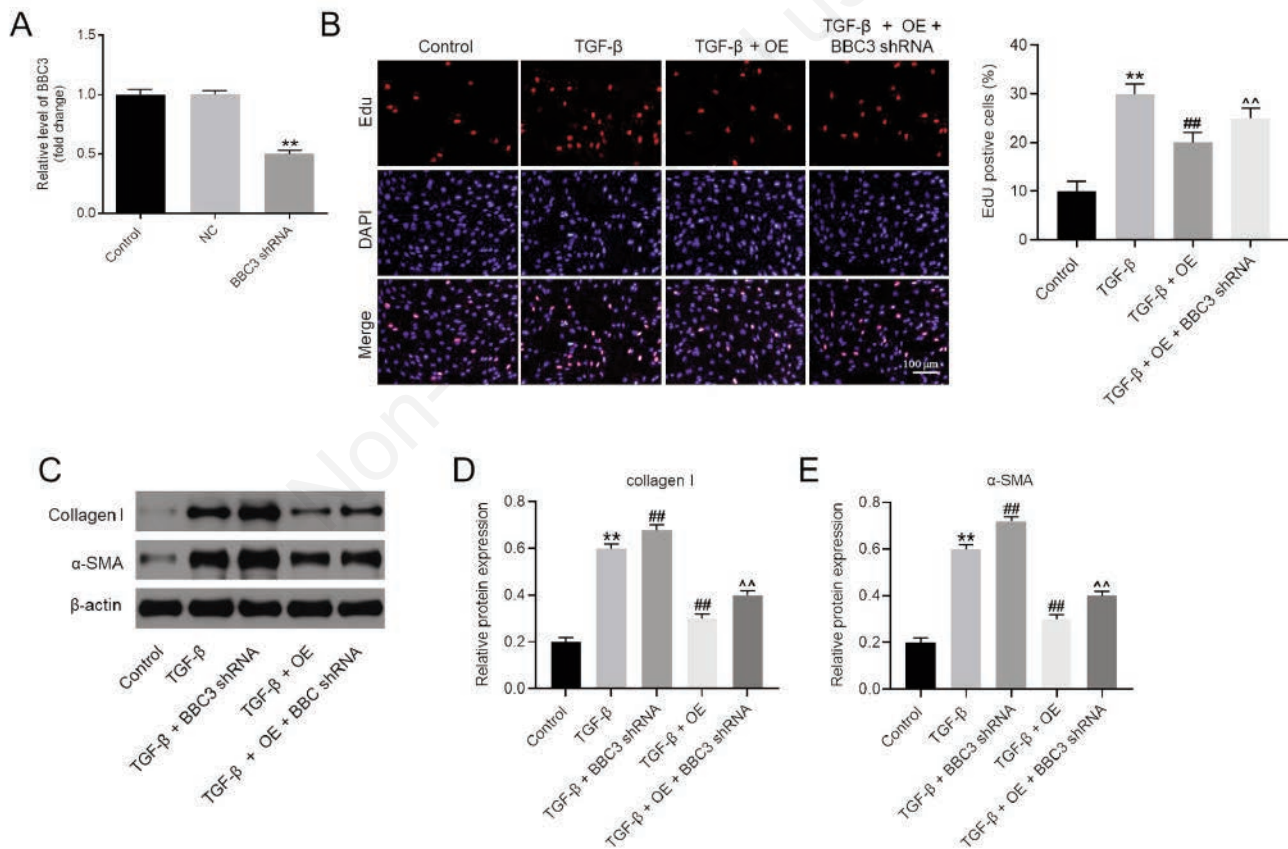 A
Relative level of BBC3
(fold change)
1.5
1.0
0.5
0.0
**
Control
NC
BBC3 shRNA
B
Control
TGF-β
TGF-β + OE
TGF-β + OE +
BBC3 shRNA
Edu
DAPI
Merge
100 μm
EdU postive cells (%)
40
30
20
10
0
**
##
^^
Control
TGF-β
TGF-β + OE
TGF-β + OE + BBC3 shRNA
C
Collagen I
α-SMA
β-actin
Control
TGF-β
TGF-β + BBC3 shRNA
TGF-β + OE
TGF-β + OE + BBC shRNA
D
collagen I
Relative protein expression
0.8
0.6
0.4
0.2
0.0
**
##
##
^^
Control
TGF-β
TGF-β + BBC3 shRNA
TGF-β + OE
TGF-β + OE + BBC3 shRNA
E
α-SMA
Relative protein expression
0.8
0.6
0.4
0.2
0.0
**
##
##
^^
Control
TGF-β
TGF-β + BBC3 shRNA
TGF-β + OE
TGF-β + OE + BBC3 shRNA
Non-